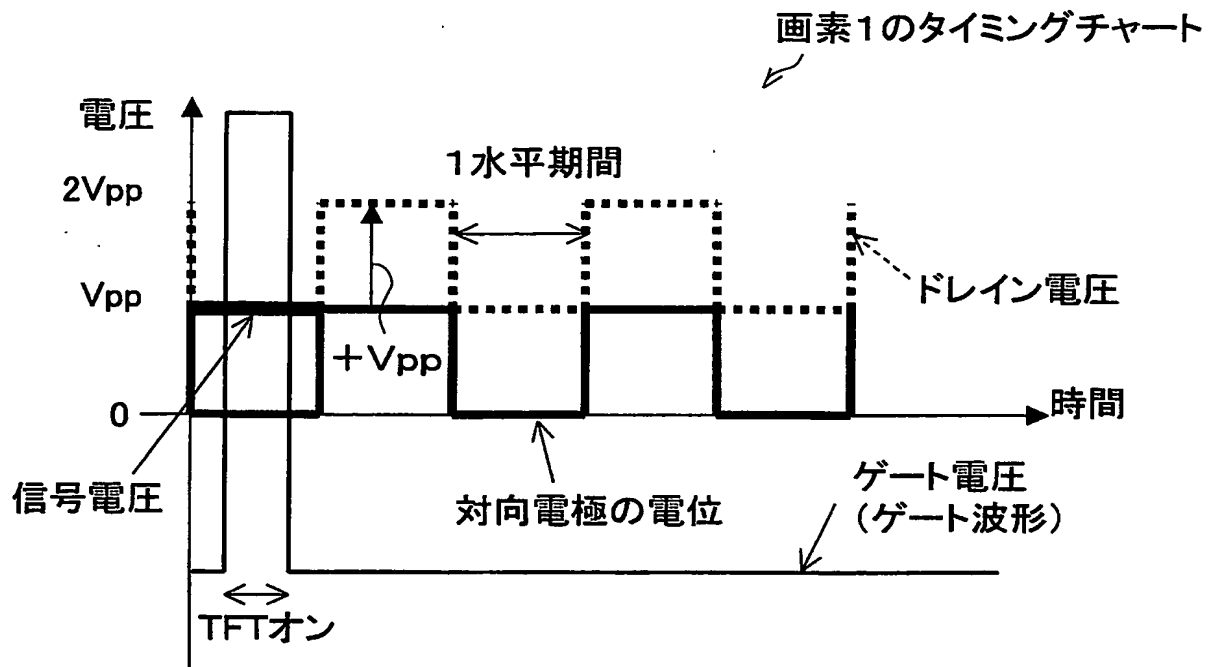 画素1のタイミングチャート
電圧
1水平期間
2Vpp
Vpp
ドレイン電圧
+Vpp
0
時間
信号電圧
対向電極の電位
ゲート電圧
(ゲート波形)
TFTオン